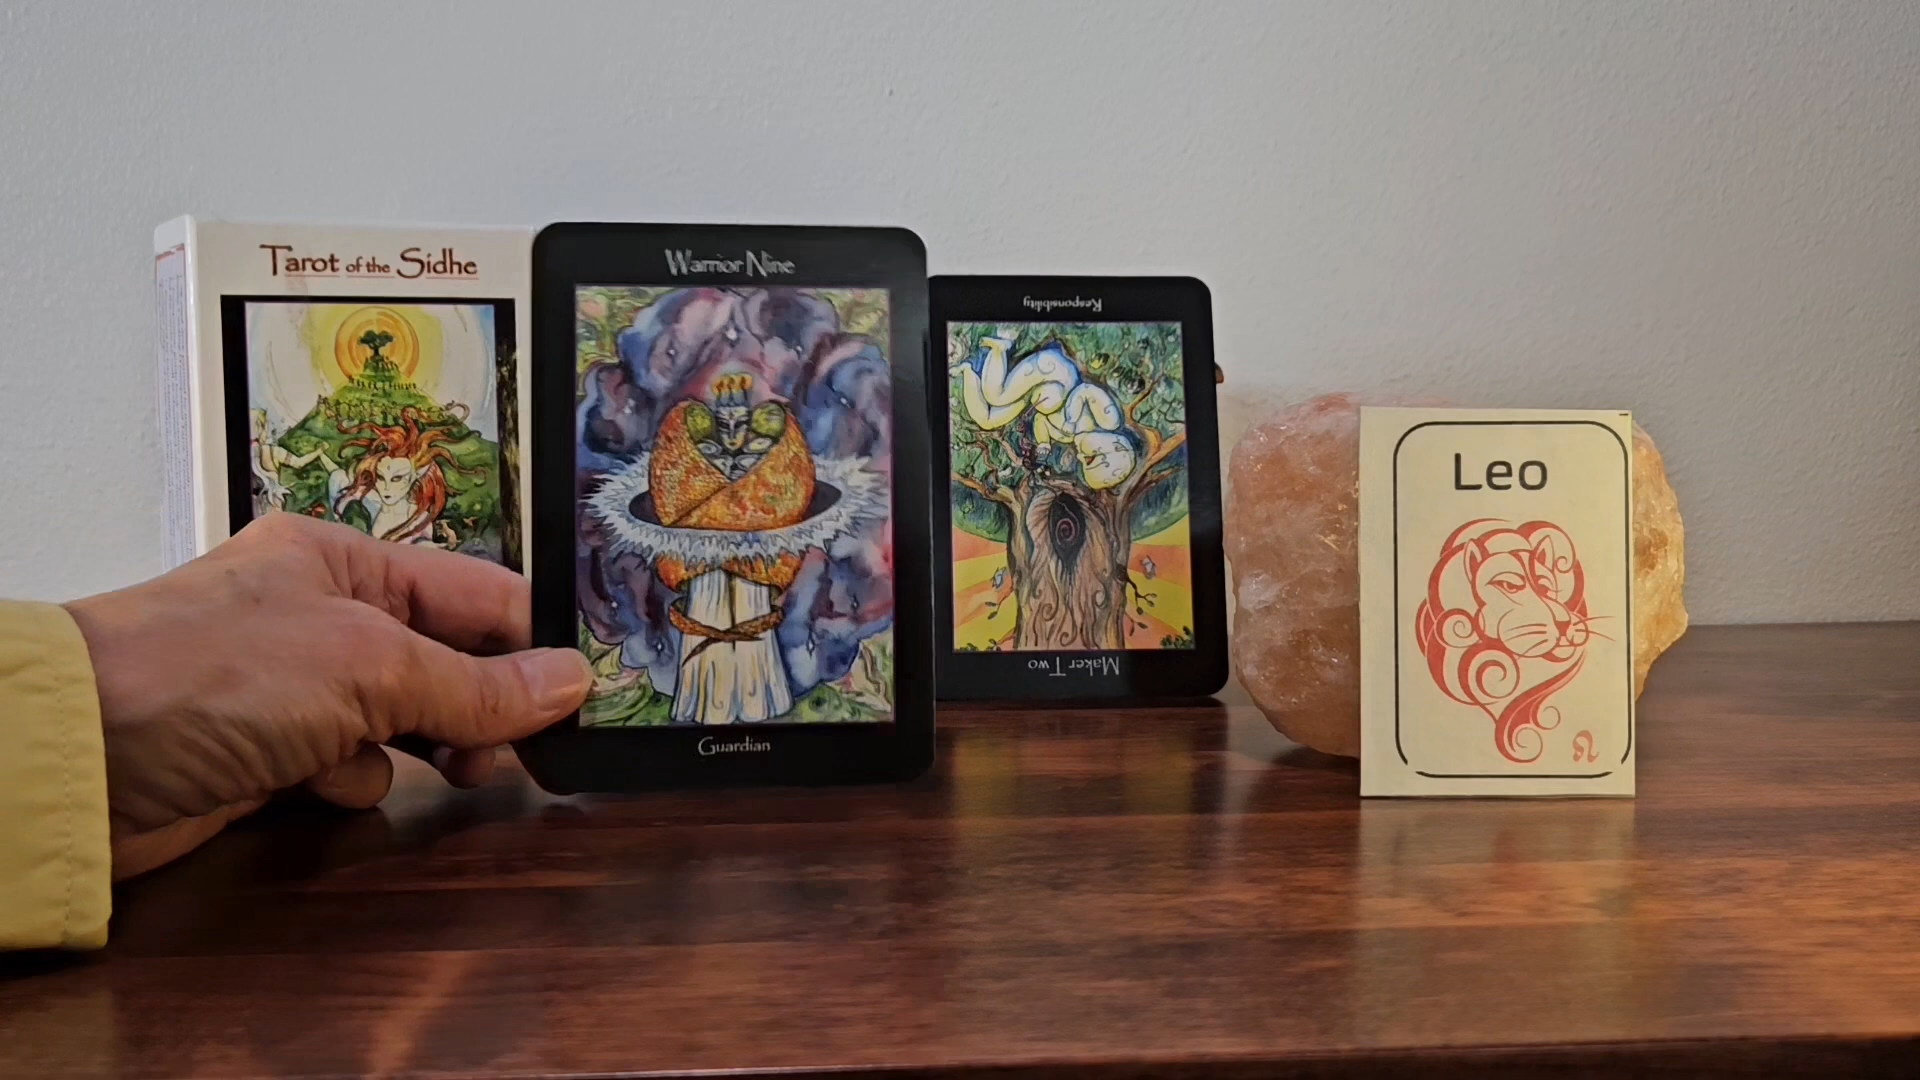 Tarot of the Sidhe
Warrior Nine
Guardian
Responsibility
Maker Two
Leo